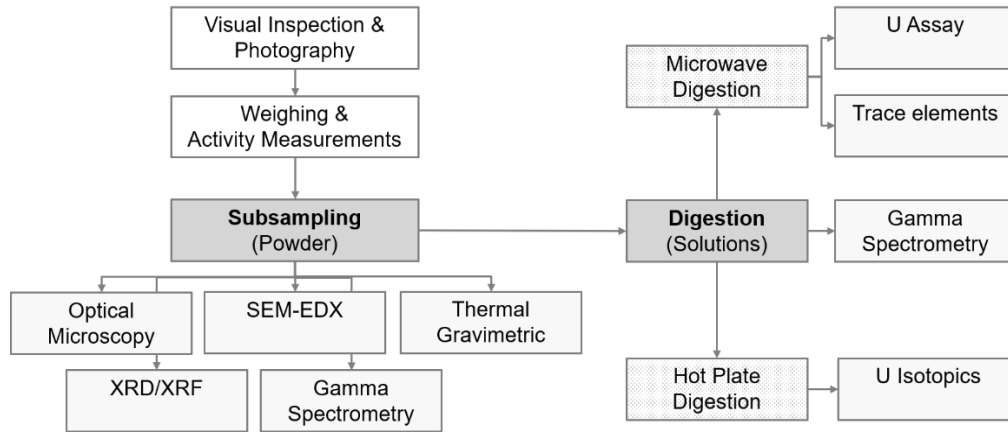 Visual Inspection &
Photography
Weighing &
Activity Measurements
Subsampling
(Powder)
Optical
Microscopy
SEM-EDX
Thermal
Gravimetric
XRD/XRF
Gamma
Spectrometry
Digestion
(Solutions)
Microwave
Digestion
U Assay
Trace elements
Gamma
Spectrometry
Hot Plate
Digestion
U Isotopics